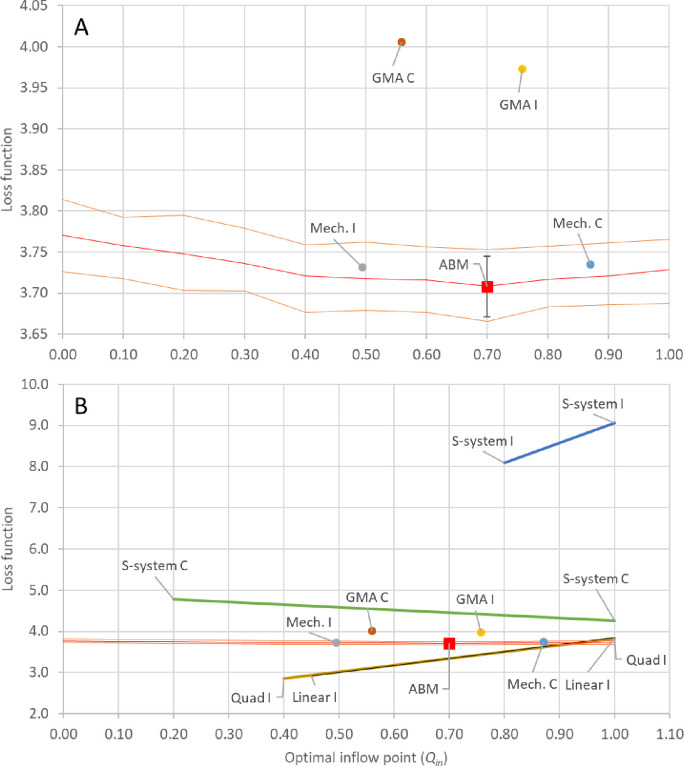 A
4.05
4.00
3.95
3.90
3.85
3.80
3.75
3.70
3.65
Loss function
GMA C
GMA I
Mech. I
Mech. C
ABM
0.00 0.10 0.20 0.30 0.40 0.50 0.60 0.70 0.80 0.90 1.00
B
10.0
9.0
8.0
7.0
6.0
5.0
4.0
3.0
2.0
Loss function
S-system I
S-system I
S-system C
S-system C
GMA C
GMA I
Mech. I
Quad I
Quad I Linear I
ABM
Mech. C Linear I
0.00 0.10 0.20 0.30 0.40 0.50 0.60 0.70 0.80 0.90 1.00
Optimal inflow point (Qin)